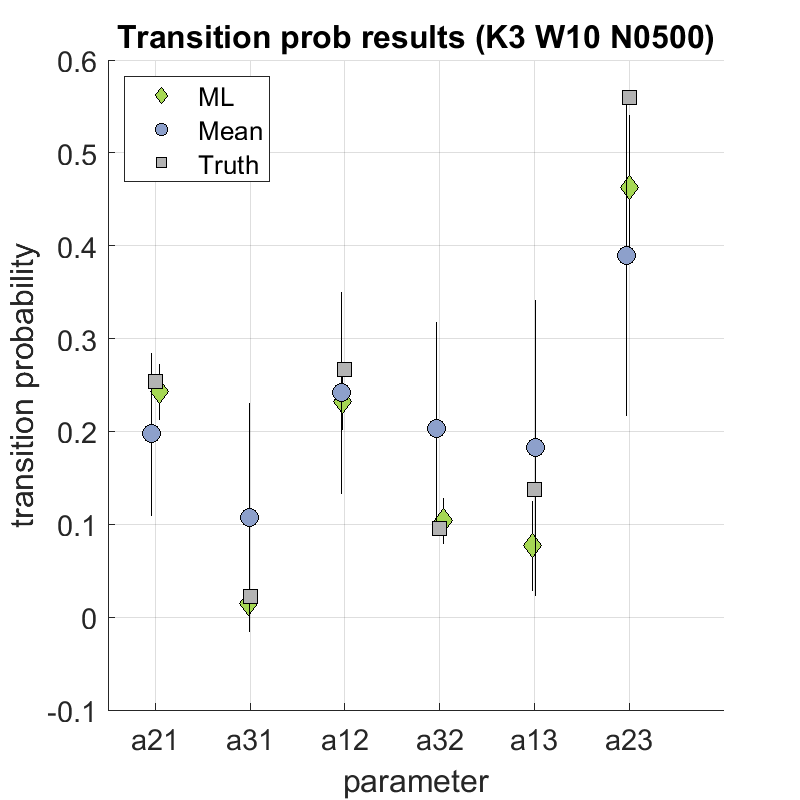 Transition prob results (K3 W10 N0500)
ML
Mean
Truth
0.6
0.5
0.4
0.3
0.2
0.1
0
-0.1
transition probability
a21 a31 a12 a32 a13 a23
parameter